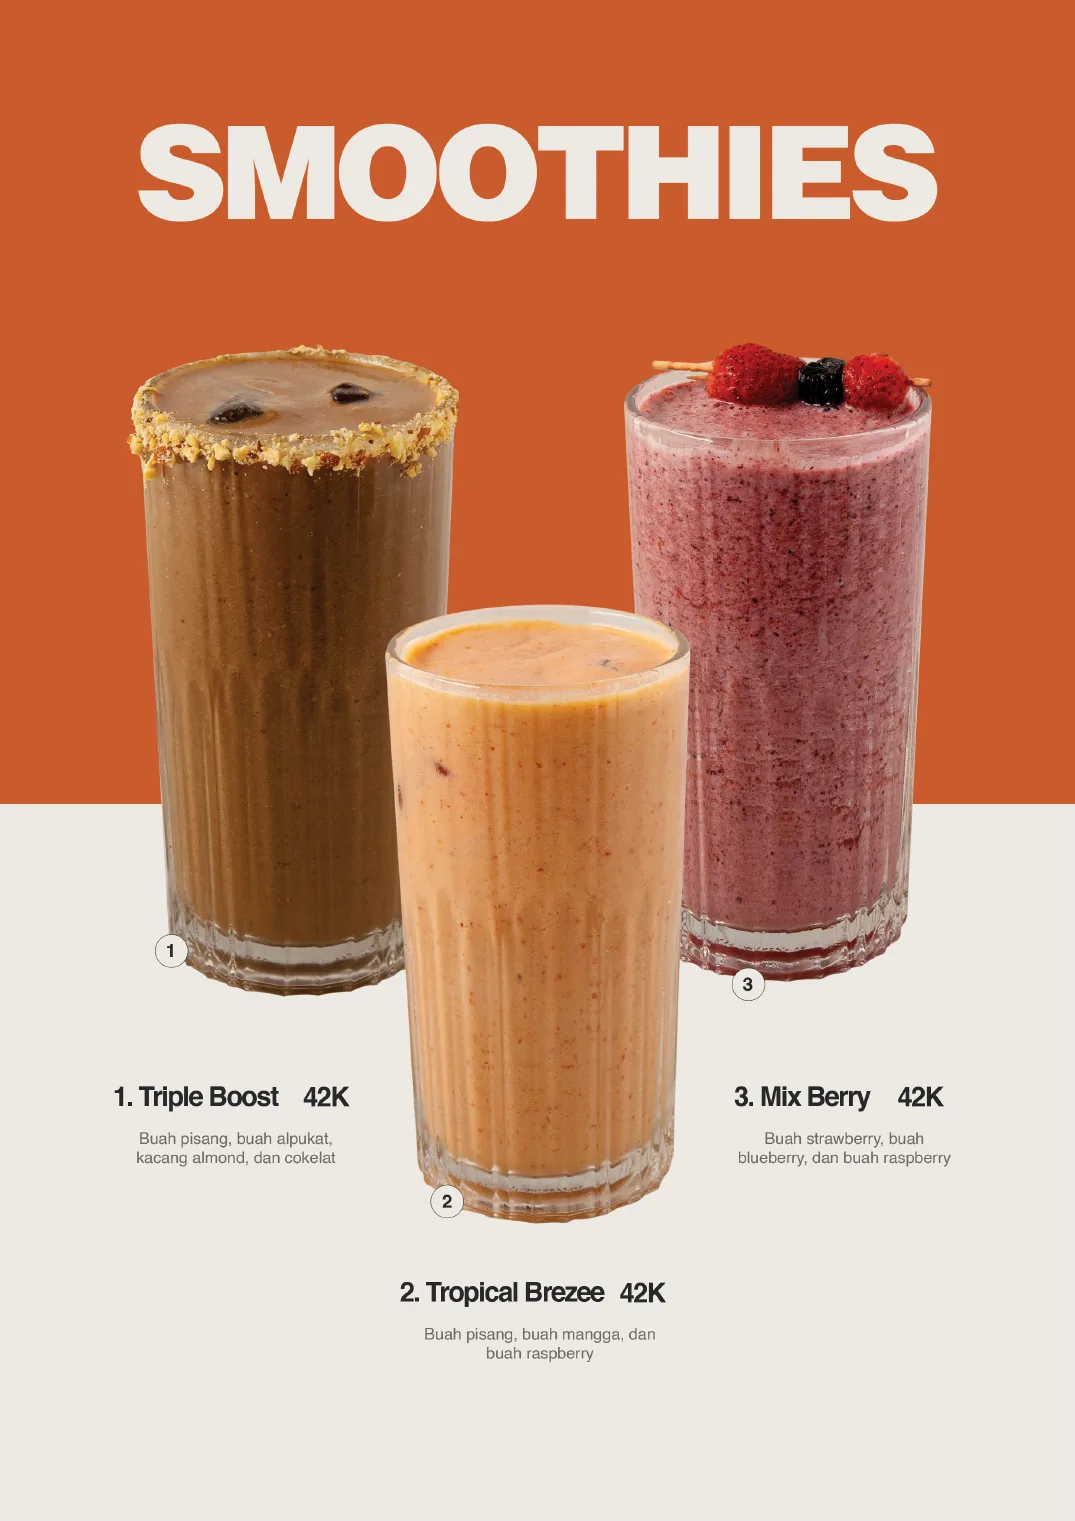 SMOOTHIES
1
3
2
1. Triple Boost 42K
Buah pisang, buah alpukat,
kacang almond, dan cokelat
3. Mix Berry 42K
Buah strawberry, buah
blueberry, dan buah raspberry
2. Tropical Brezee 42K
Buah pisang, buah mangga, dan
buah raspberry